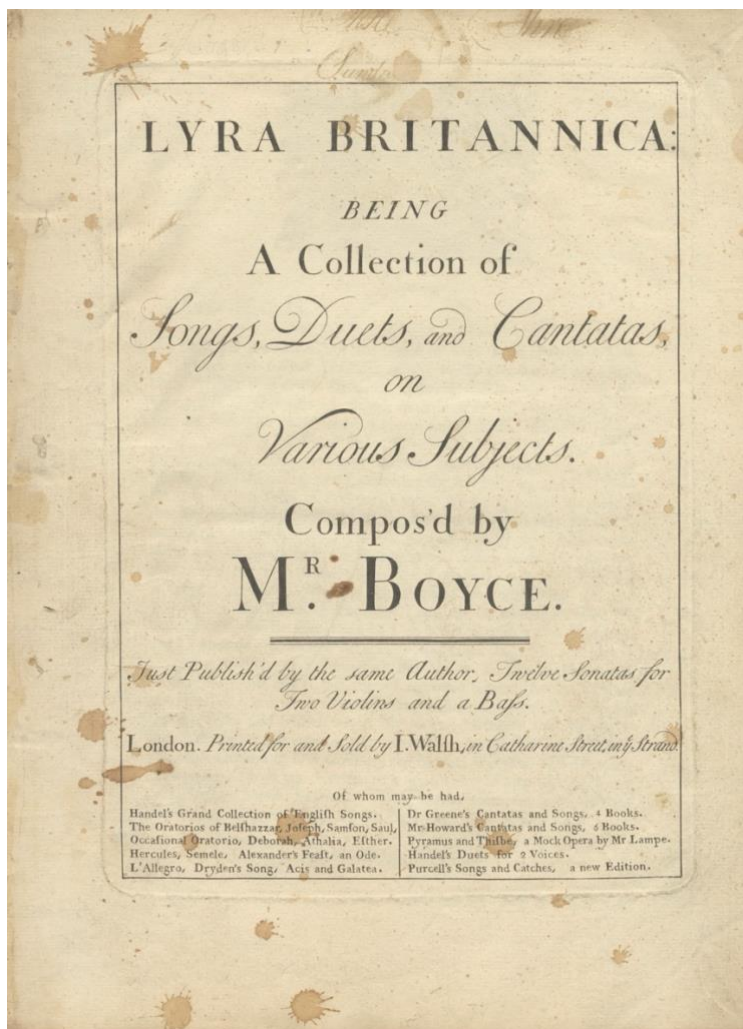 LYRA BRITANNICA:
BEING
A Collection of
Songs, Duets, and Cantatas,
on
Various Subjects.
Compos'd by
MR. BOYCE.
Just Publish'd by the same Author, Twelve Sonatas for
Two Violins and a Baſs.
London. Printed for and Sold by I. Walſh, in Catharine Street, in ye Strand.
Of whom may be had,
Handel's Grand Collection of Engliſh Songs.
The Oratorios of Belſhazzar, Joſeph, Samſon, Saul,
Occaſional Oratorio, Deborah, Athalia, Eſther.
Hercules, Semele, Alexander's Feaſt, an Ode.
L'Allegro, Dryden's Song, Acis and Galatea.
Dr Greene's Cantatas and Songs, 4 Books.
Mr Howard's Cantatas and Songs, 6 Books.
Pyramus and Thiſbe, a Mock Opera by Mr Lampe.
Handel's Duets for 2 Voices.
Purcell's Songs and Catches, a new Edition.